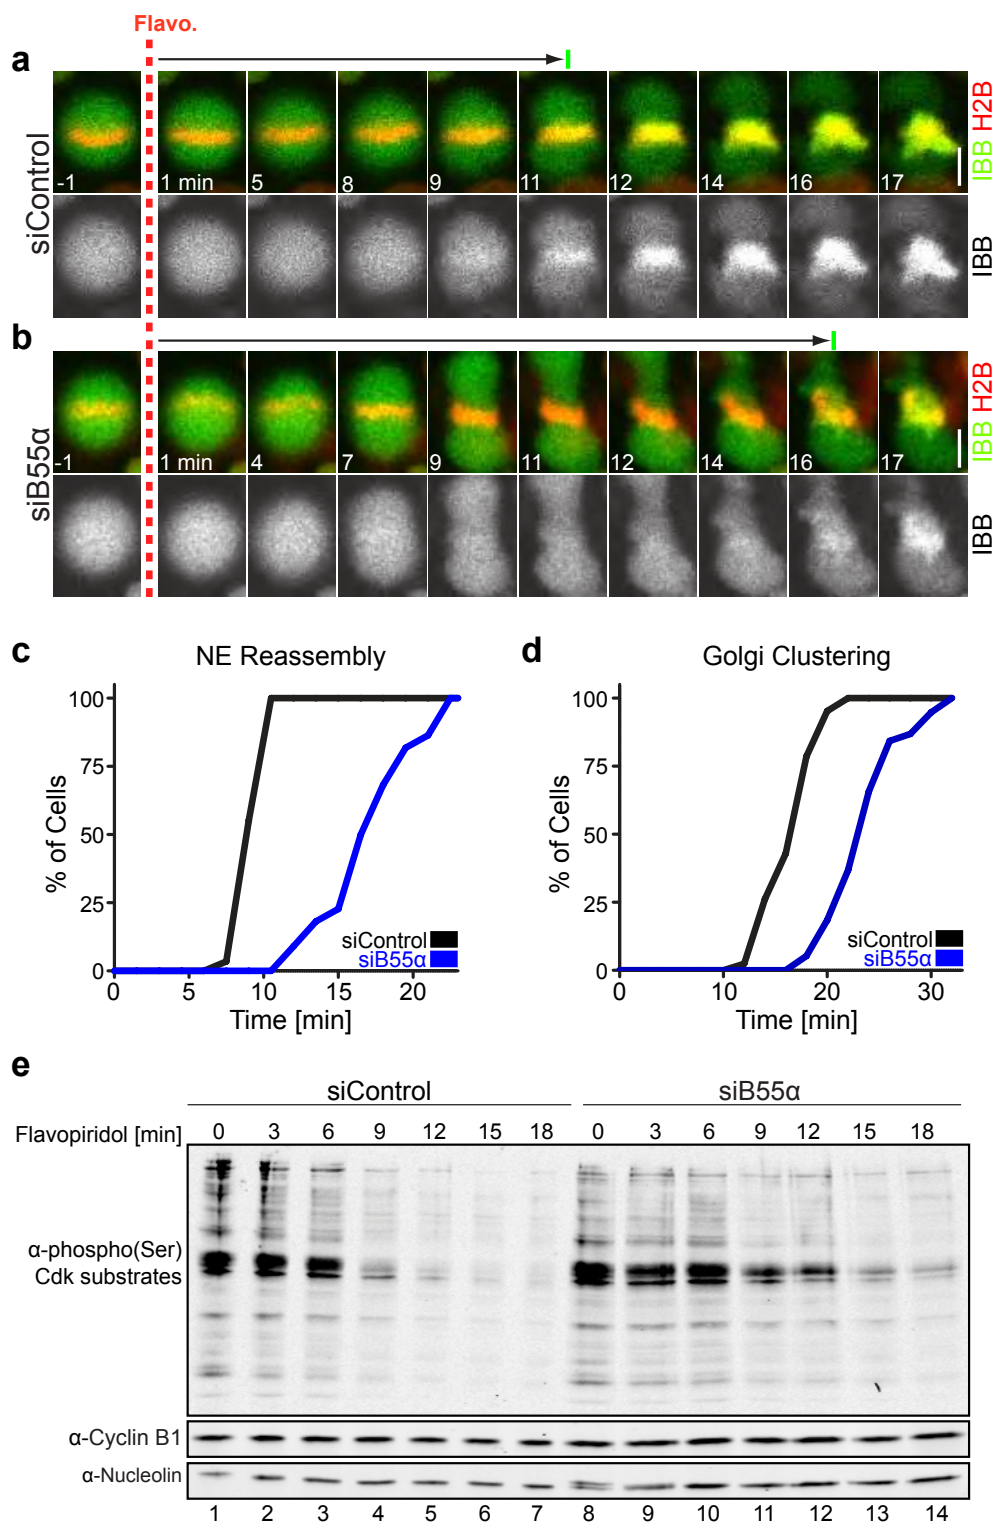 Flavo.
a
siControl
-1
1 min
5
8
9
11
12
14
16
17
IBB H2B
IBB
b
siB55α
-1
1 min
4
7
9
11
12
14
16
17
IBB H2B
IBB
c
NE Reassembly
100
75
50
25
0
% of Cells
siControl
siB55α
0 5 10 15 20
Time [min]
d
Golgi Clustering
100
75
50
25
0
% of Cells
siControl
siB55α
0 10 20 30
Time [min]
e
siControl siB55α
Flavopiridol [min] 0 3 6 9 12 15 18 0 3 6 9 12 15 18
α-phospho(Ser)
Cdk substrates
α-Cyclin B1
α-Nucleolin
1 2 3 4 5 6 7 8 9 10 11 12 13 14